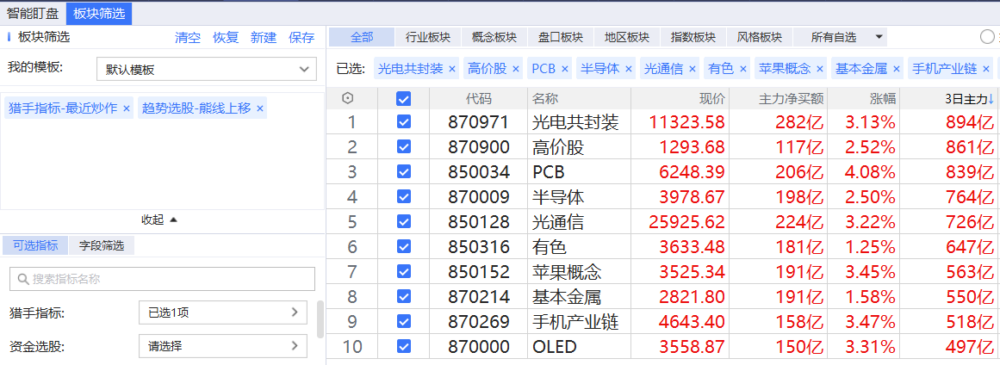 智能盯盘 板块筛选
板块筛选 清空 恢复 新建 保存
我的模板: 默认模板
猎手指标-最近炒作 × 趋势选股-熊线上移 ×
收起
可选指标 字段筛选
搜索指标名称
猎手指标: 已选1项
资金选股: 请选择
全部 行业板块 概念板块 盘口板块 地区板块 指数板块 风格板块 所有自选
已选: 光电共封装 × 高价股 × PCB × 半导体 × 光通信 × 有色 × 苹果概念 × 基本金属 × 手机产业链 ×
代码 名称 现价 主力净买额 涨幅 3日主力↓
1 870971 光电共封装 11323.58 282亿 3.13% 894亿
2 870900 高价股 1293.68 117亿 2.52% 861亿
3 850034 PCB 6248.39 206亿 4.08% 839亿
4 870009 半导体 3978.67 198亿 2.50% 764亿
5 850128 光通信 25925.62 224亿 3.22% 726亿
6 850316 有色 3633.48 181亿 1.25% 647亿
7 850152 苹果概念 3525.34 191亿 3.45% 563亿
8 870214 基本金属 2821.80 191亿 1.58% 550亿
9 870269 手机产业链 4643.40 158亿 3.47% 518亿
10 870000 OLED 3558.87 150亿 3.31% 497亿